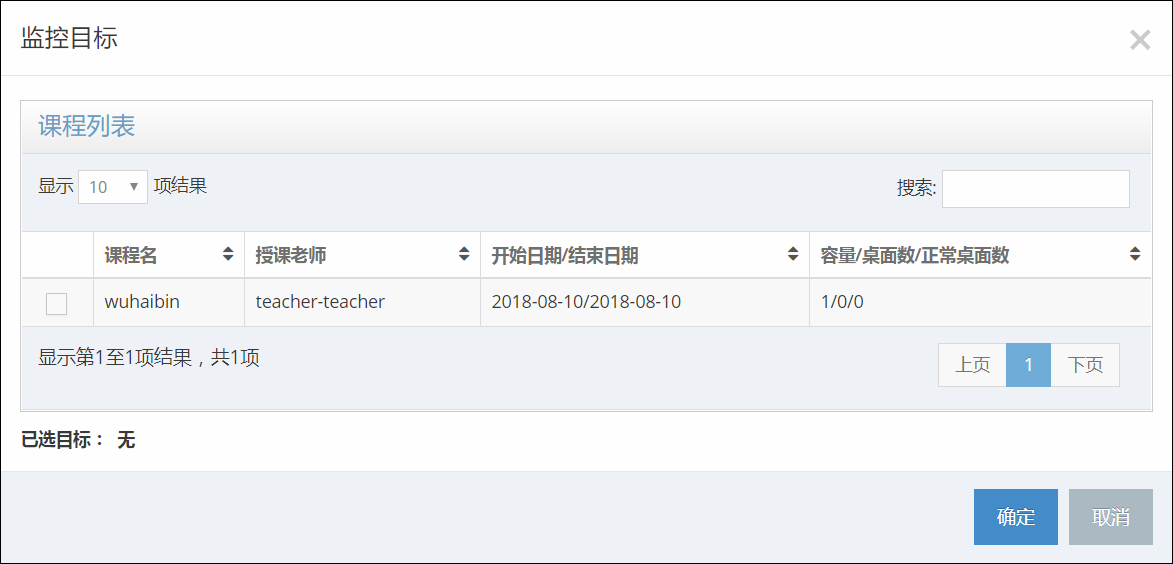 监控目标
课程列表
显示 10 项结果 搜索:
课程名 授课老师 开始日期/结束日期 容量/桌面数/正常桌面数
wuhaibin teacher-teacher 2018-08-10/2018-08-10 1/0/0
显示第1至1项结果，共1项 上页 1 下页
已选目标： 无
确定 取消